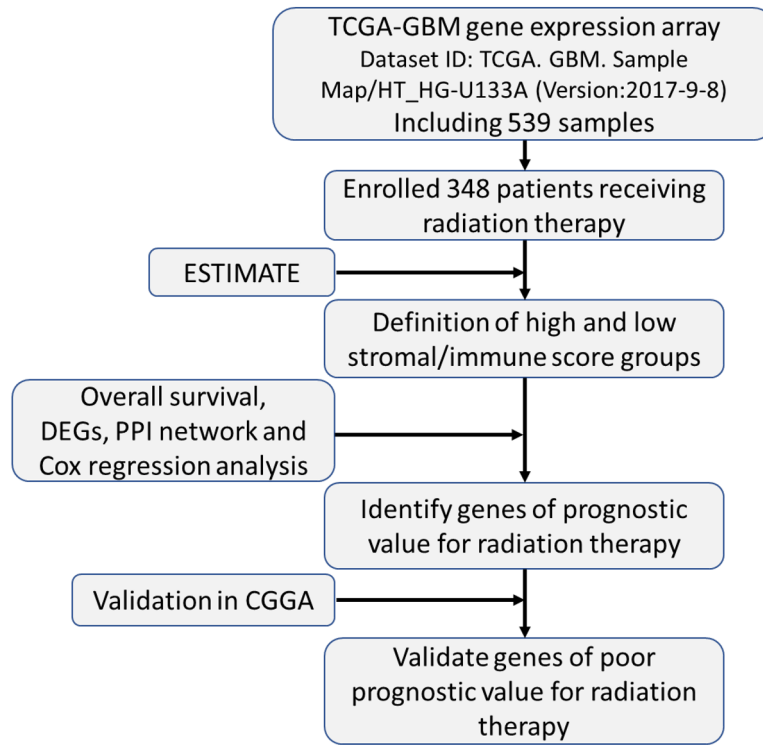 TCGA-GBM gene expression array
Dataset ID: TCGA. GBM. Sample
Map/HT_HG-U133A (Version:2017-9-8)
Including 539 samples
Enrolled 348 patients receiving
radiation therapy
ESTIMATE
Definition of high and low
stromal/immune score groups
Overall survival,
DEGs, PPI network and
Cox regression analysis
Identify genes of prognostic
value for radiation therapy
Validation in CGGA
Validate genes of poor
prognostic value for radiation
therapy